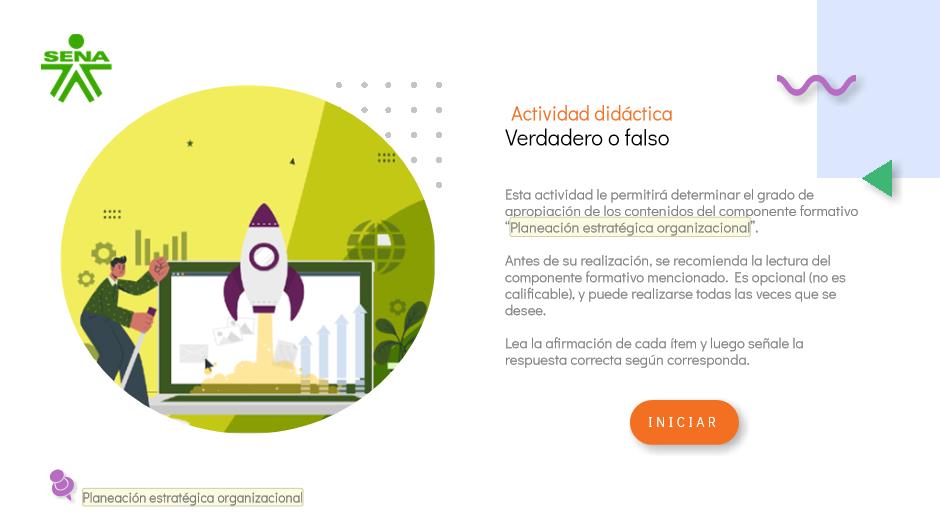 SENA
Actividad didáctica
Verdadero o falso
Esta actividad le permitirá determinar el grado de
apropiación de los contenidos del componente formativo
“Planeación estratégica organizacional”.
Antes de su realización, se recomienda la lectura del
componente formativo mencionado. Es opcional (no es
calificable), y puede realizarse todas las veces que se
desee.
Lea la afirmación de cada ítem y luego señale la
respuesta correcta según corresponda.
INICIAR
Planeación estratégica organizacional